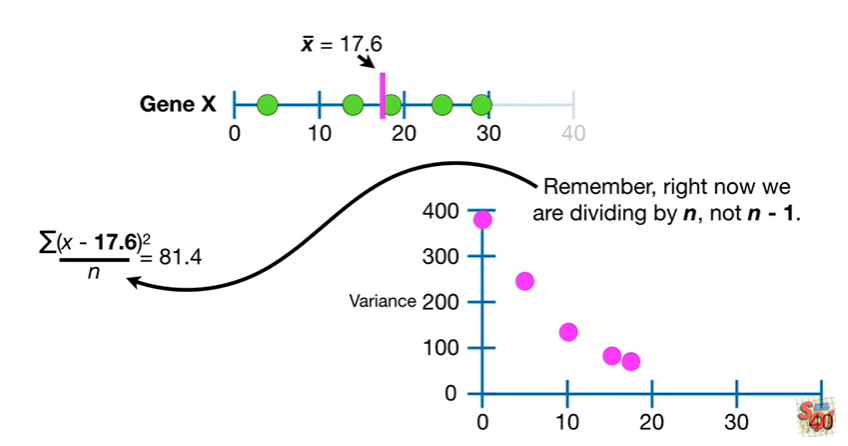 x̄ = 17.6
Gene X
0 10 20 30 40
Remember, right now we
are dividing by n, not n - 1.
∑(x - 17.6)²
n
= 81.4
400
300
Variance 200
100
0
0 10 20 30 40